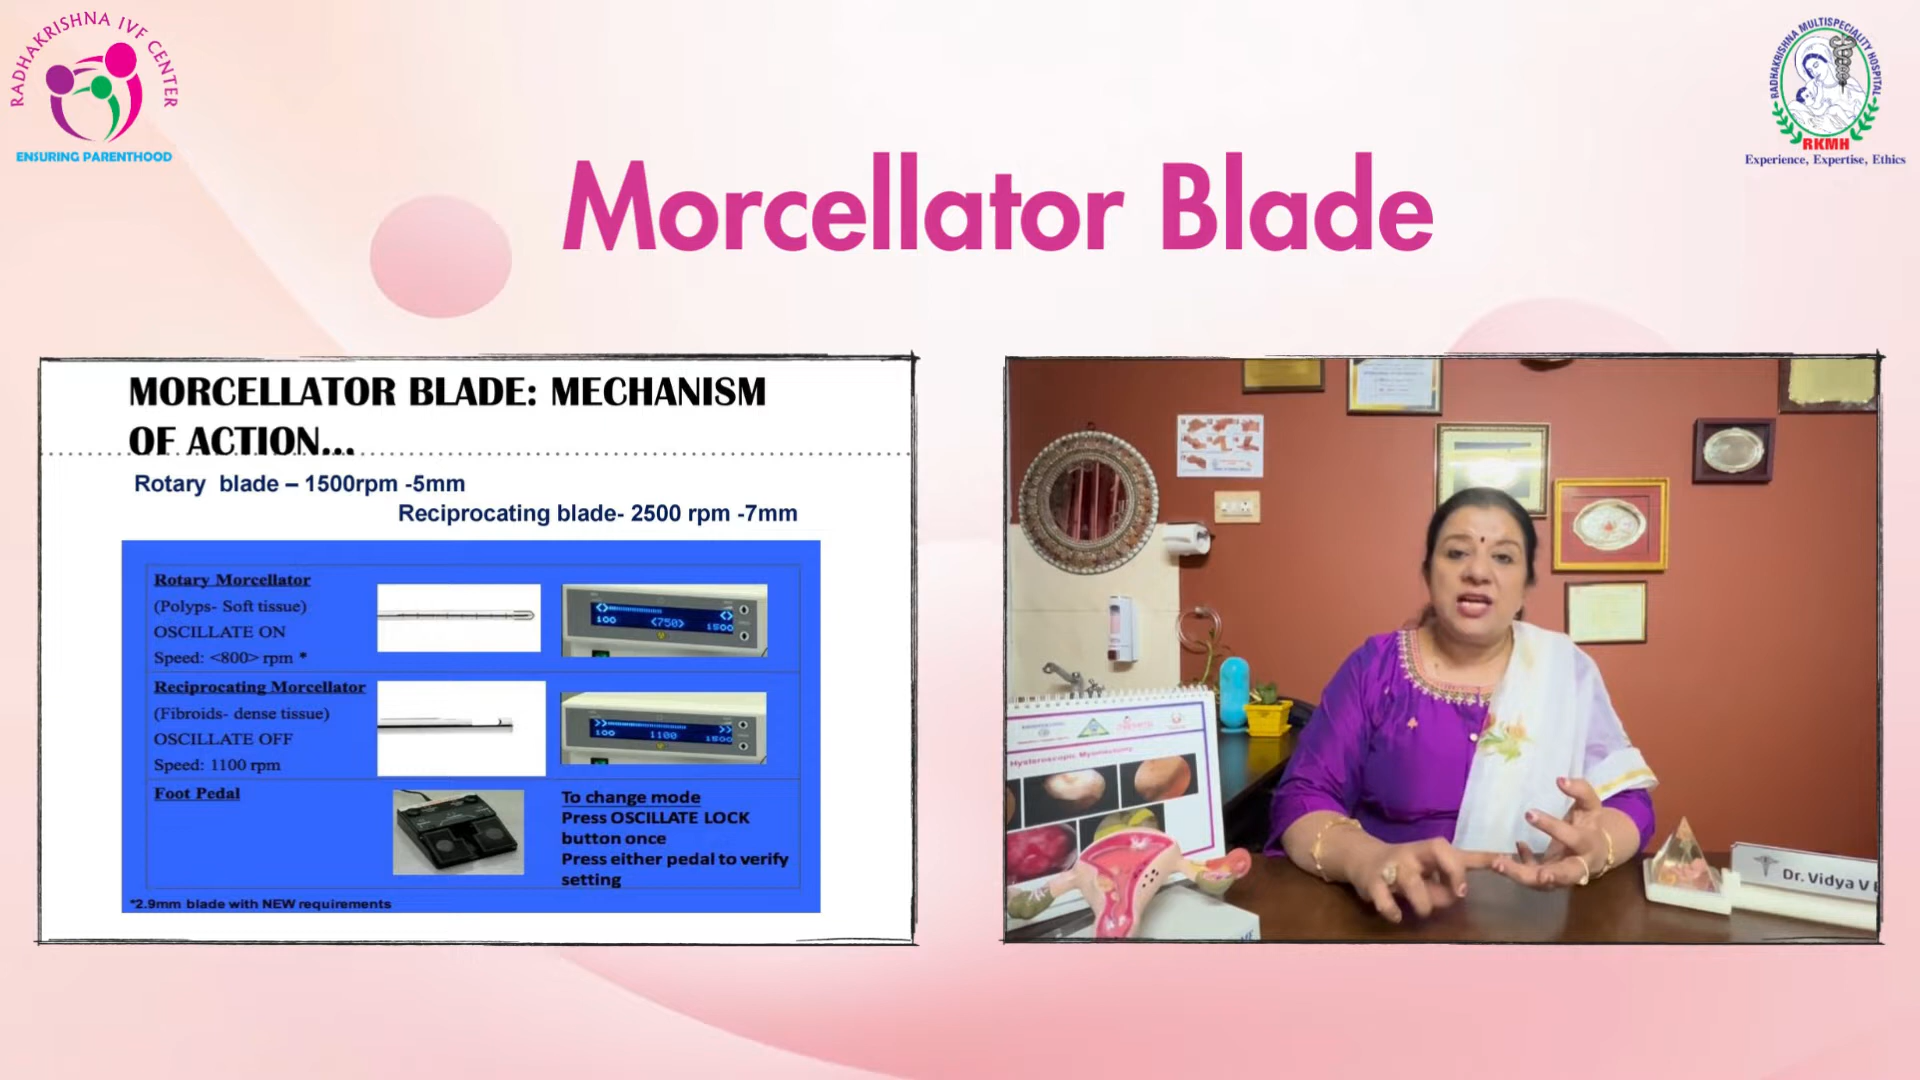 RADHAKRISHNA IVF CENTER
ENSURING PARENTHOOD
RADHAKRISHNA MULTISPECIALITY HOSPITAL
RKMH
Experience, Expertise, Ethics
Morcellator Blade
MORCELLATOR BLADE: MECHANISM
OF ACTION...
Rotary blade – 1500rpm -5mm
Reciprocating blade- 2500 rpm -7mm
Rotary Morcellator
(Polyps- Soft tissue)
OSCILLATE ON
Speed: <800> rpm *
100 <750> 1500
Reciprocating Morcellator
(Fibroids- dense tissue)
OSCILLATE OFF
Speed: 1100 rpm
100 1100 1500
Foot Pedal
To change mode
Press OSCILLATE LOCK
button once
Press either pedal to verify
setting
*2.9mm blade with NEW requirements
Hysteroscopic Myomectomy
Dr. Vidya V